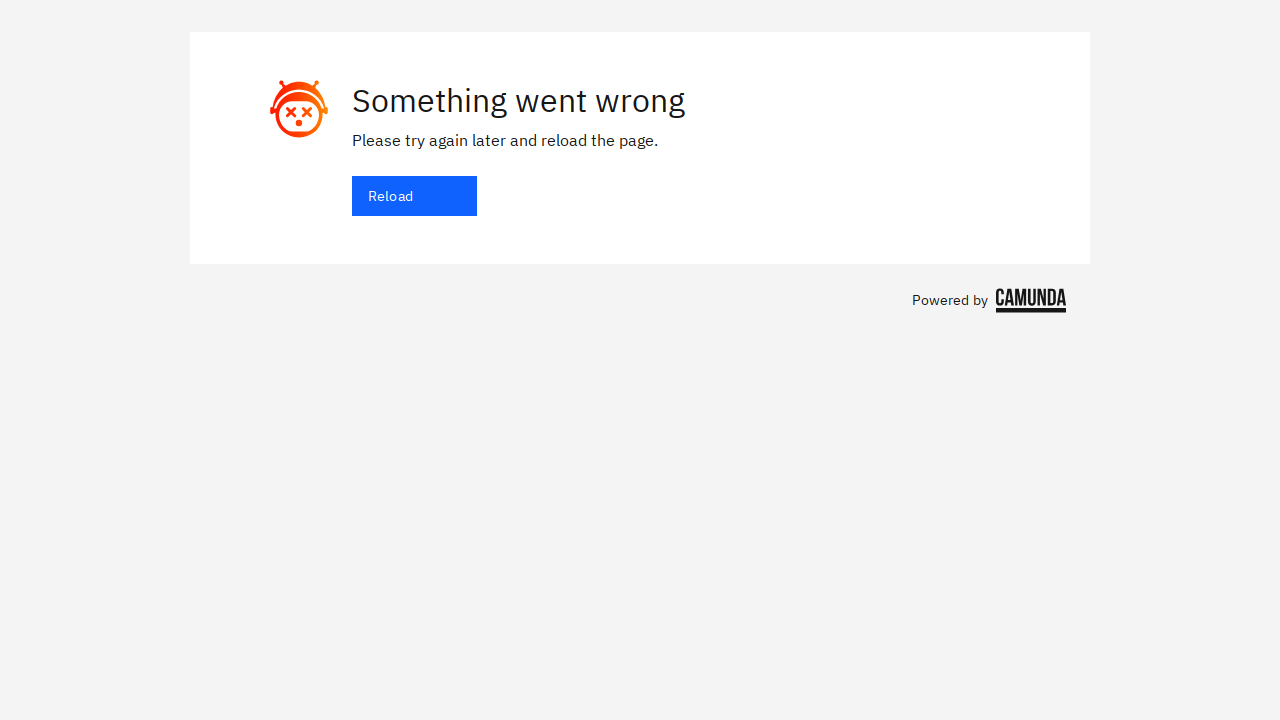 Something went wrong
Please try again later and reload the page.
Reload
Powered by CAMUNDA